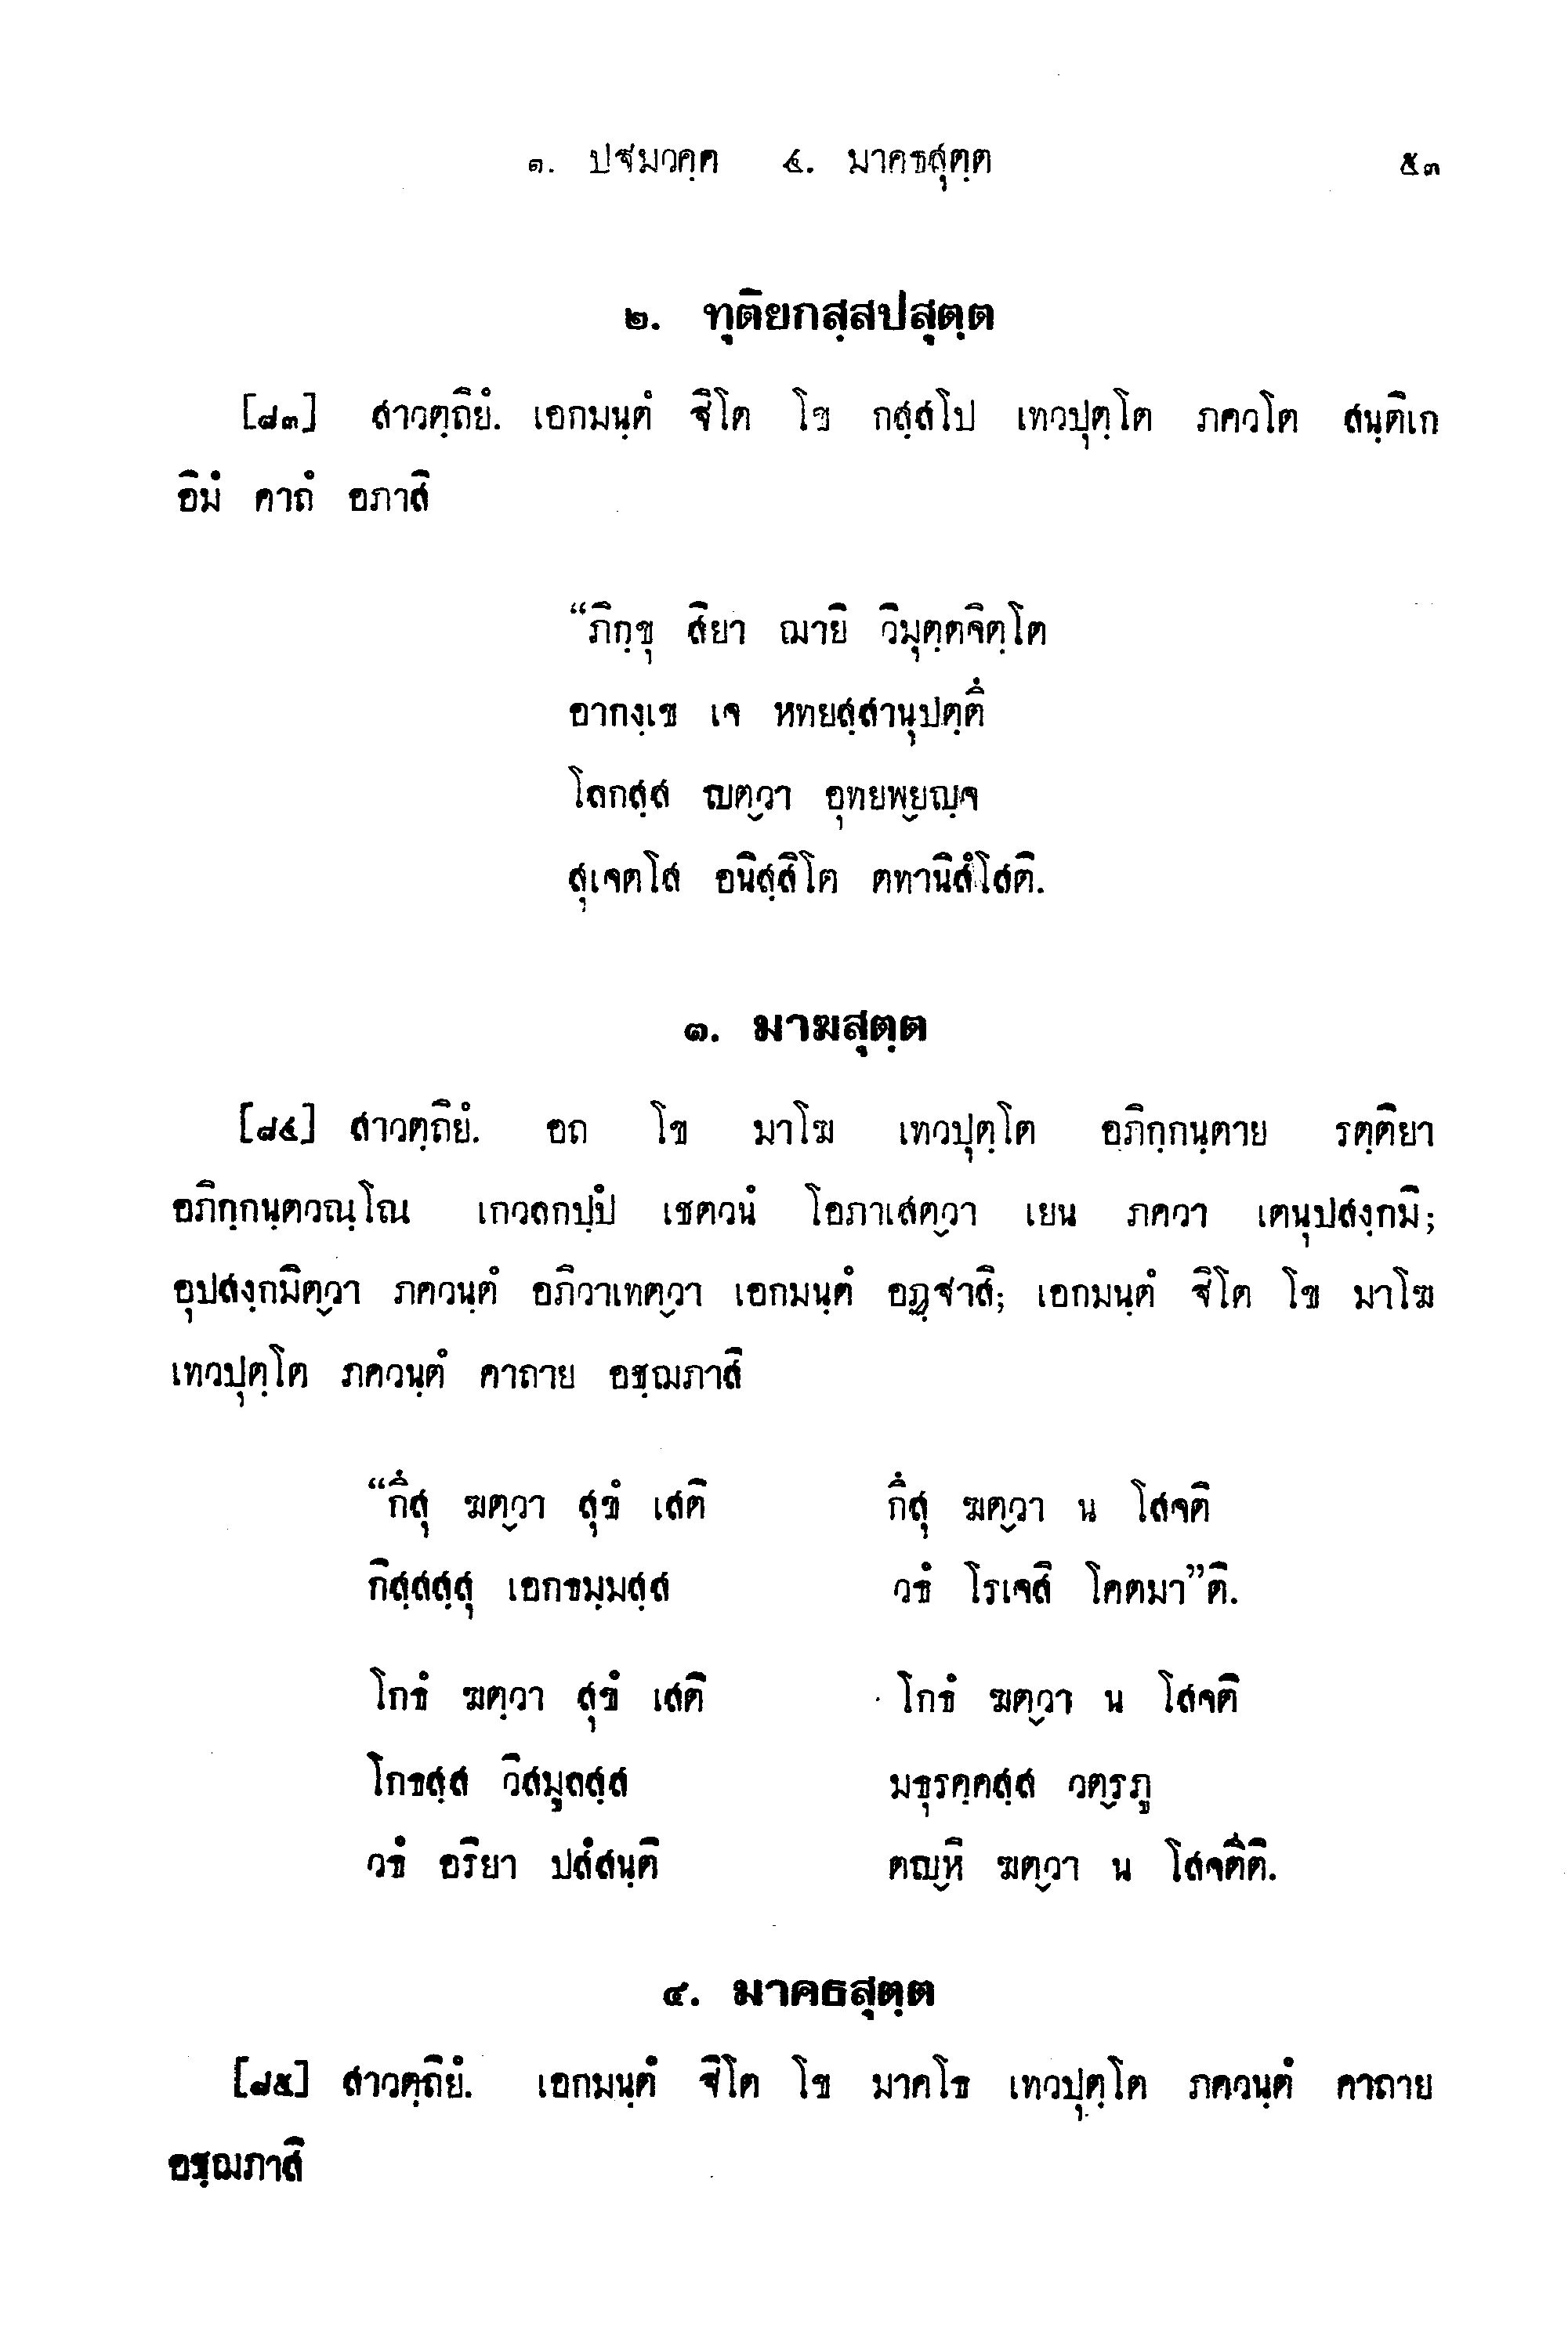 ๑. ปฐมวคฺค ๔. มาคธสุตฺต ๕๓
๒. ทุติยกสฺสปสุตฺต
[๘๓] สาวตฺถิยํ. เอกมนฺตํ ฐิโต โข กสฺสโป เทวปุตฺโต ภควโต สนฺติเก
อิมํ คาถํ อภาสิ
“ภิกฺขุ สิยา ฌายิ วิมุตฺตจิตฺโต
อากงฺเข เจ หทยสฺสานุปตฺตึ
โลกสฺส ญตฺวา อุทยพฺยญฺจ
สุเจตโส อนิสฺสิโต ตทานิสํโสติ.
๓. มาฆสุตฺต
[๘๔] สาวตฺถิยํ. อถ โข มาโฆ เทวปุตฺโต อภิกฺกนฺตาย รตฺติยา
อภิกฺกนฺตวณฺโณ เกวลกปฺปํ เชตวนํ โอภาเสตฺวา เยน ภควา เตนุปสงฺกมิ;
อุปสงฺกมิตฺวา ภควนฺตํ อภิวาเทตฺวา เอกมนฺตํ อฏฺฐาสิ; เอกมนฺตํ ฐิโต โข มาโฆ
เทวปุตฺโต ภควนฺตํ คาถาย อชฺฌภาสิ
“กึสุ ฆตฺวา สุขํ เสติ กึสุ ฆตฺวา น โสจติ
กิสฺสสฺสุ เอกธมฺมสฺส วธํ โรเจสิ โคตมา”ติ.
โกธํ ฆตฺวา สุขํ เสติ โกธํ ฆตฺวา น โสจติ
โกธสฺส วิสมูลสฺส มธุรคฺคสฺส วตฺรภู
วธํ อริยา ปสํสนฺติ ตญฺหิ ฆตฺวา น โสจตีติ.
๔. มาคธสุตฺต
[๘๕] สาวตฺถิยํ. เอกมนฺตํ ฐิโต โข มาคโธ เทวปุตฺโต ภควนฺตํ คาถาย
อชฺฌภาสิ